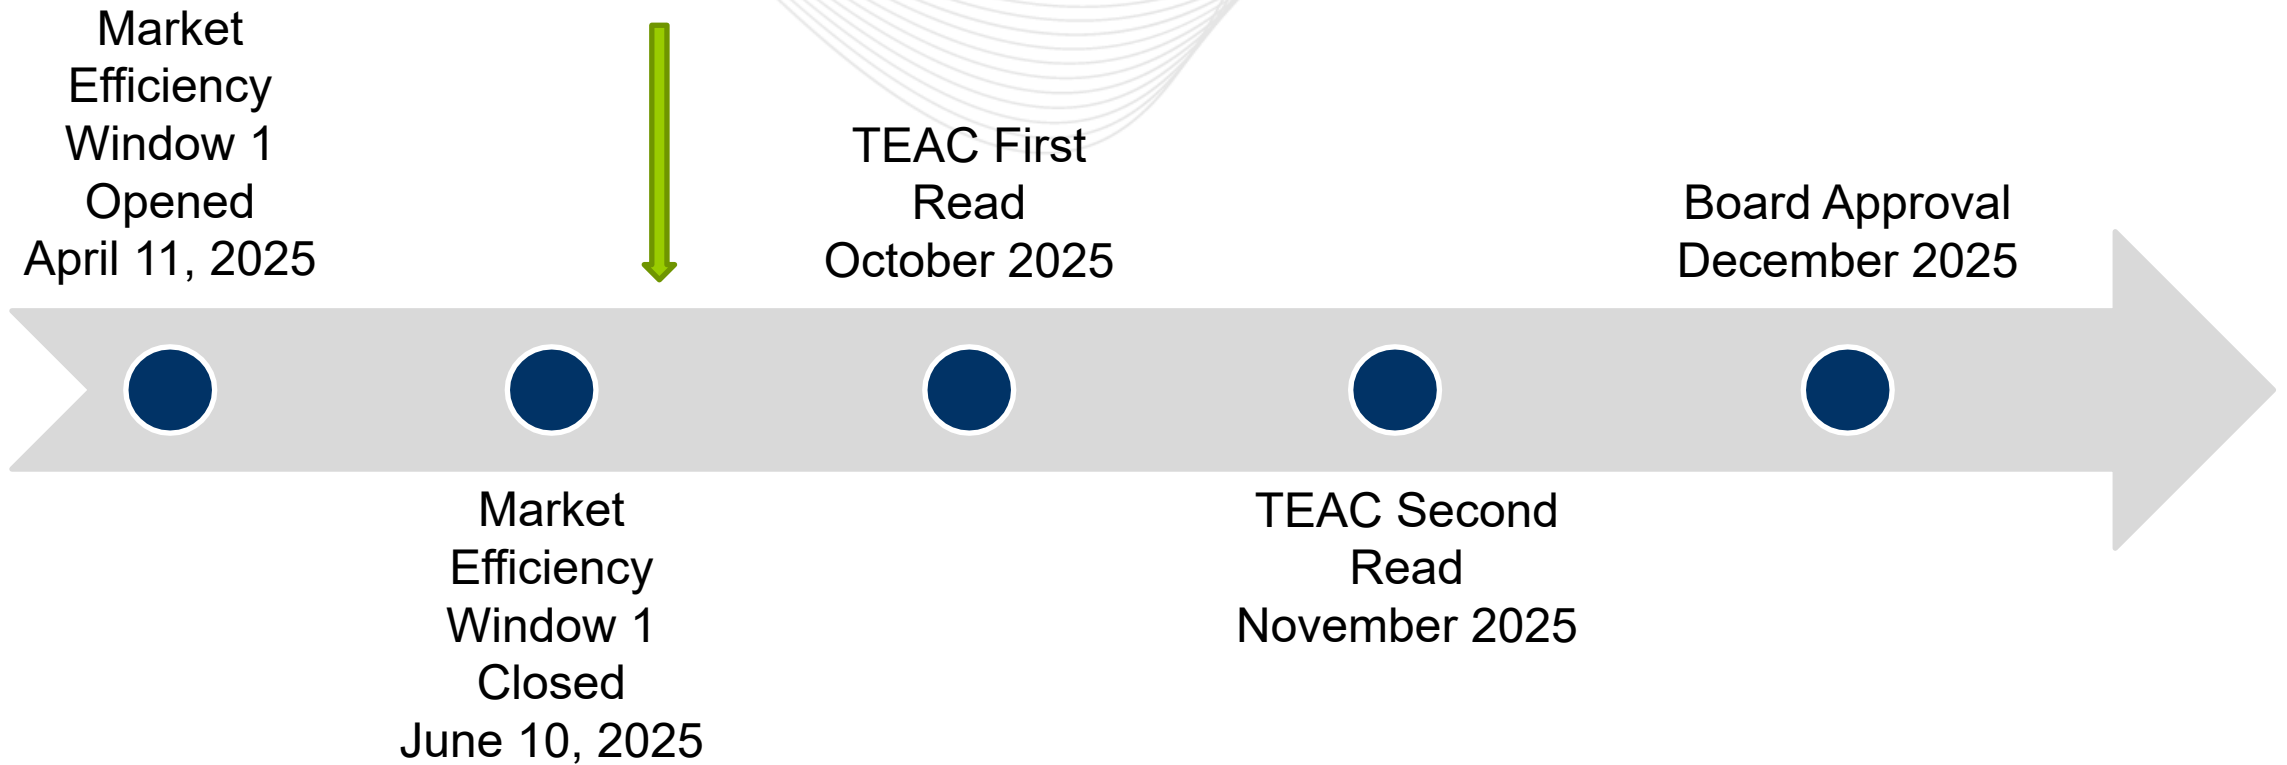 Market
Efficiency
Window 1
Opened
April 11, 2025
Market
Efficiency
Window 1
Closed
June 10, 2025
TEAC First
Read
October 2025
TEAC Second
Read
November 2025
Board Approval
December 2025